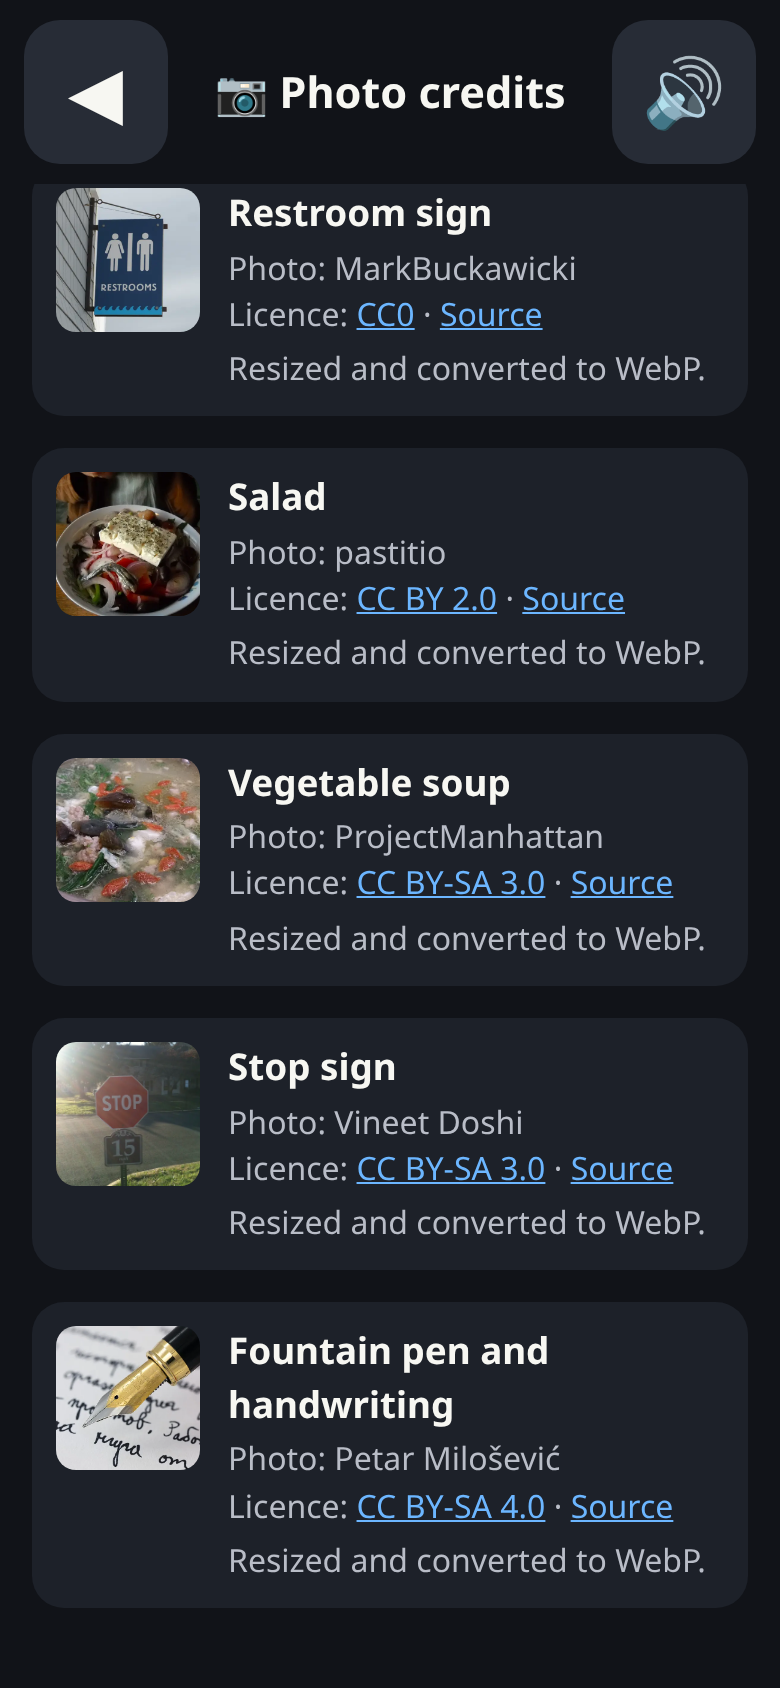 Photo credits
RESTROOMS
Restroom sign
Photo: MarkBuckawicki
Licence: CC0 · Source
Resized and converted to WebP.
Salad
Photo: pastitio
Licence: CC BY 2.0 · Source
Resized and converted to WebP.
Vegetable soup
Photo: ProjectManhattan
Licence: CC BY-SA 3.0 · Source
Resized and converted to WebP.
STOP
15
Stop sign
Photo: Vineet Doshi
Licence: CC BY-SA 3.0 · Source
Resized and converted to WebP.
Fountain pen and
handwriting
Photo: Petar Milošević
Licence: CC BY-SA 4.0 · Source
Resized and converted to WebP.